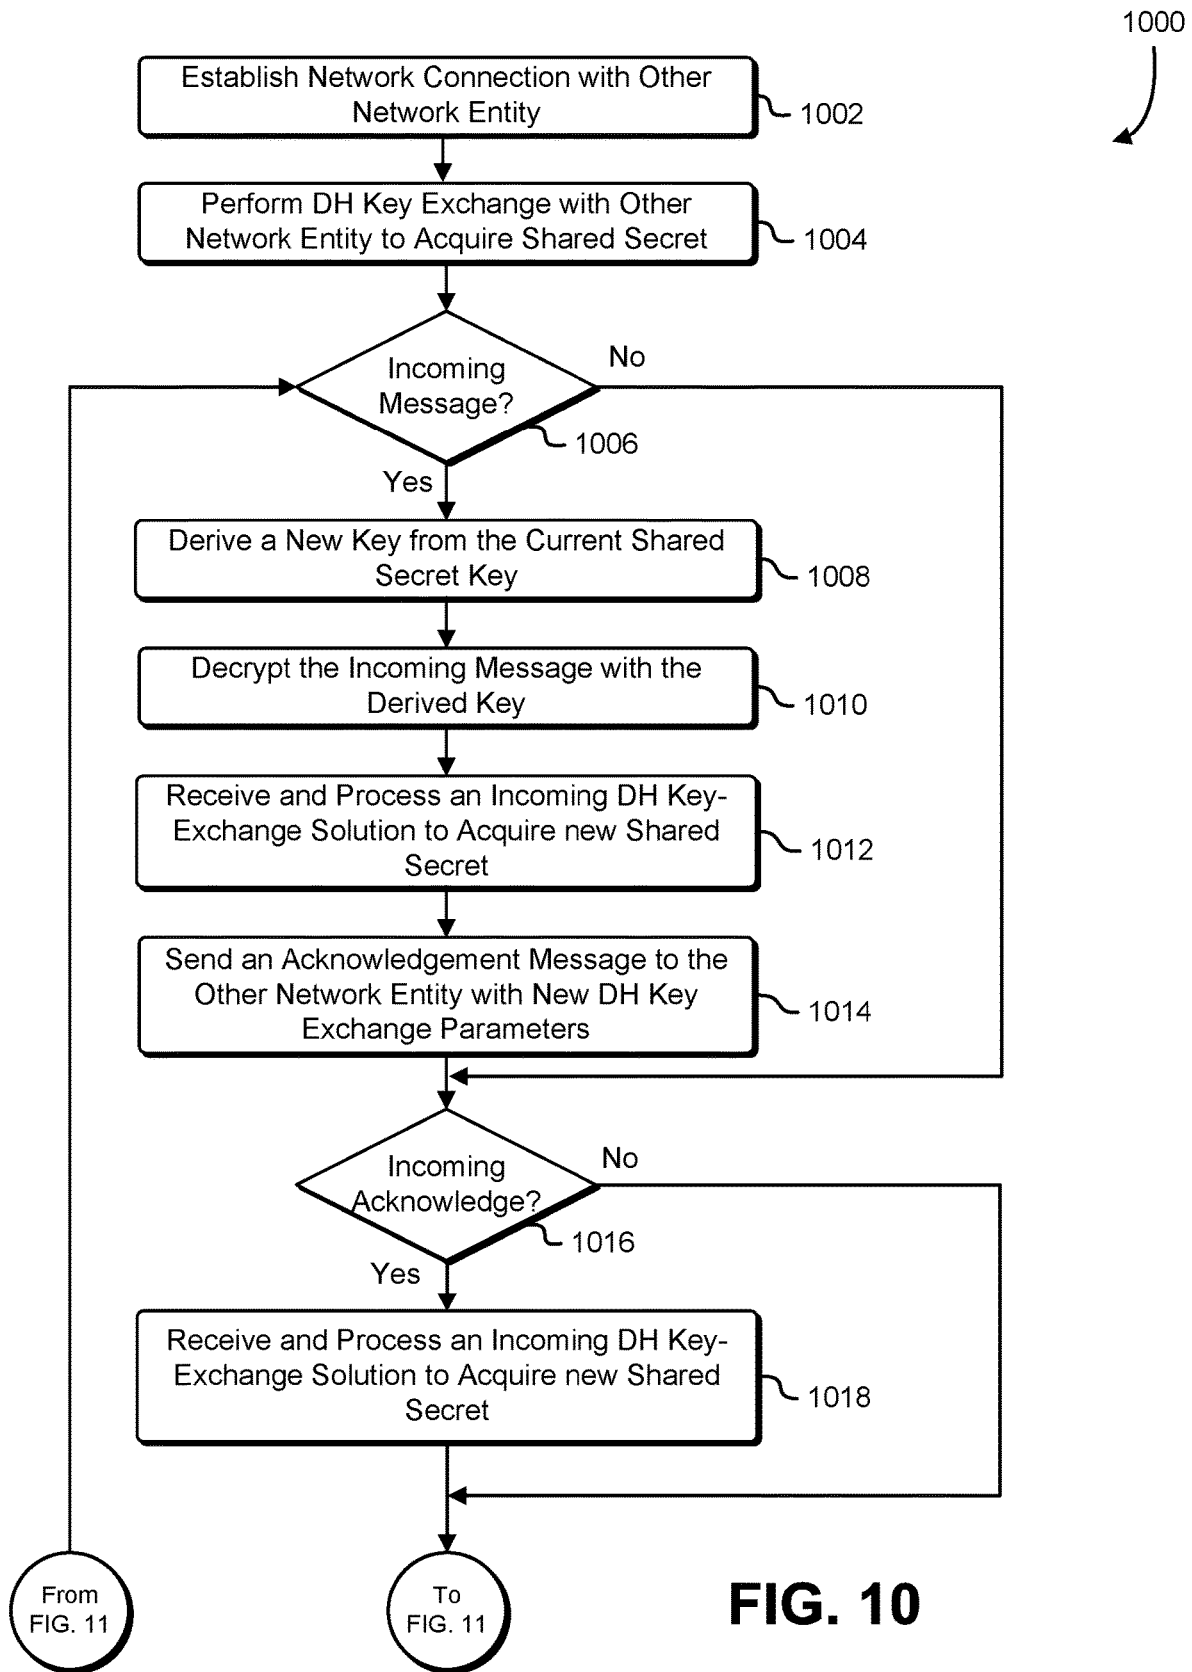 1000
Establish Network Connection with Other
Network Entity
1002
Perform DH Key Exchange with Other
Network Entity to Acquire Shared Secret
1004
Incoming
Message?
No
1006
Yes
Derive a New Key from the Current Shared
Secret Key
1008
Decrypt the Incoming Message with the
Derived Key
1010
Receive and Process an Incoming DH Key-
Exchange Solution to Acquire new Shared
Secret
1012
Send an Acknowledgement Message to the
Other Network Entity with New DH Key
Exchange Parameters
1014
Incoming
Acknowledge?
No
1016
Yes
Receive and Process an Incoming DH Key-
Exchange Solution to Acquire new Shared
Secret
1018
From
FIG. 11
To
FIG. 11
FIG. 10